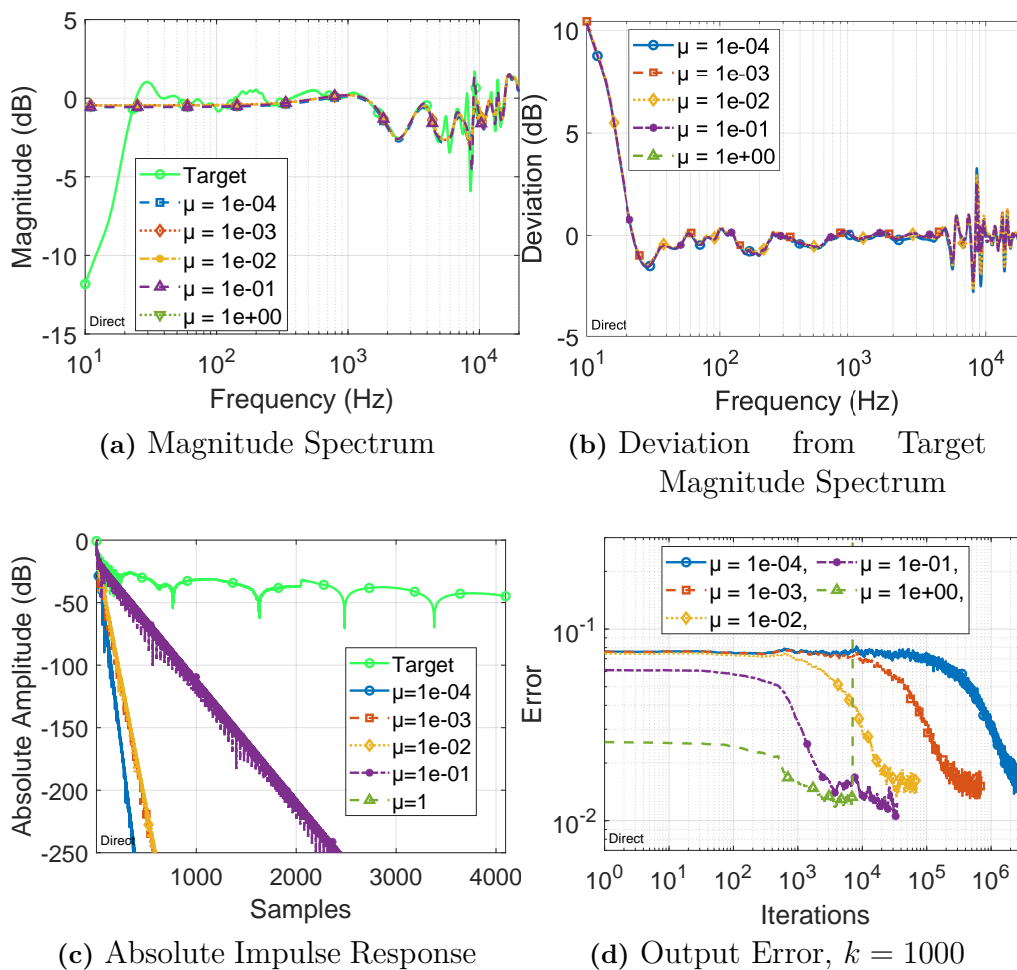 5
0
-5
-10
-15
Magnitude (dB)
Target
μ = 1e-04
μ = 1e-03
μ = 1e-02
μ = 1e-01
μ = 1e+00
Direct
10^1 10^2 10^3 10^4
Frequency (Hz)
(a) Magnitude Spectrum
10
5
0
-5
Deviation (dB)
μ = 1e-04
μ = 1e-03
μ = 1e-02
μ = 1e-01
μ = 1e+00
Direct
10^1 10^2 10^3 10^4
Frequency (Hz)
(b) Deviation from Target
Magnitude Spectrum
0
-50
-100
-150
-200
-250
Absolute Amplitude (dB)
Target
μ=1e-04
μ=1e-03
μ=1e-02
μ=1e-01
μ=1
Direct
1000 2000 3000 4000
Samples
(c) Absolute Impulse Response
μ = 1e-04, μ = 1e-01,
μ = 1e-03, μ = 1e+00,
μ = 1e-02,
10^-1
10^-2
Error
Direct
10^0 10^1 10^2 10^3 10^4 10^5 10^6
Iterations
(d) Output Error, k = 1000